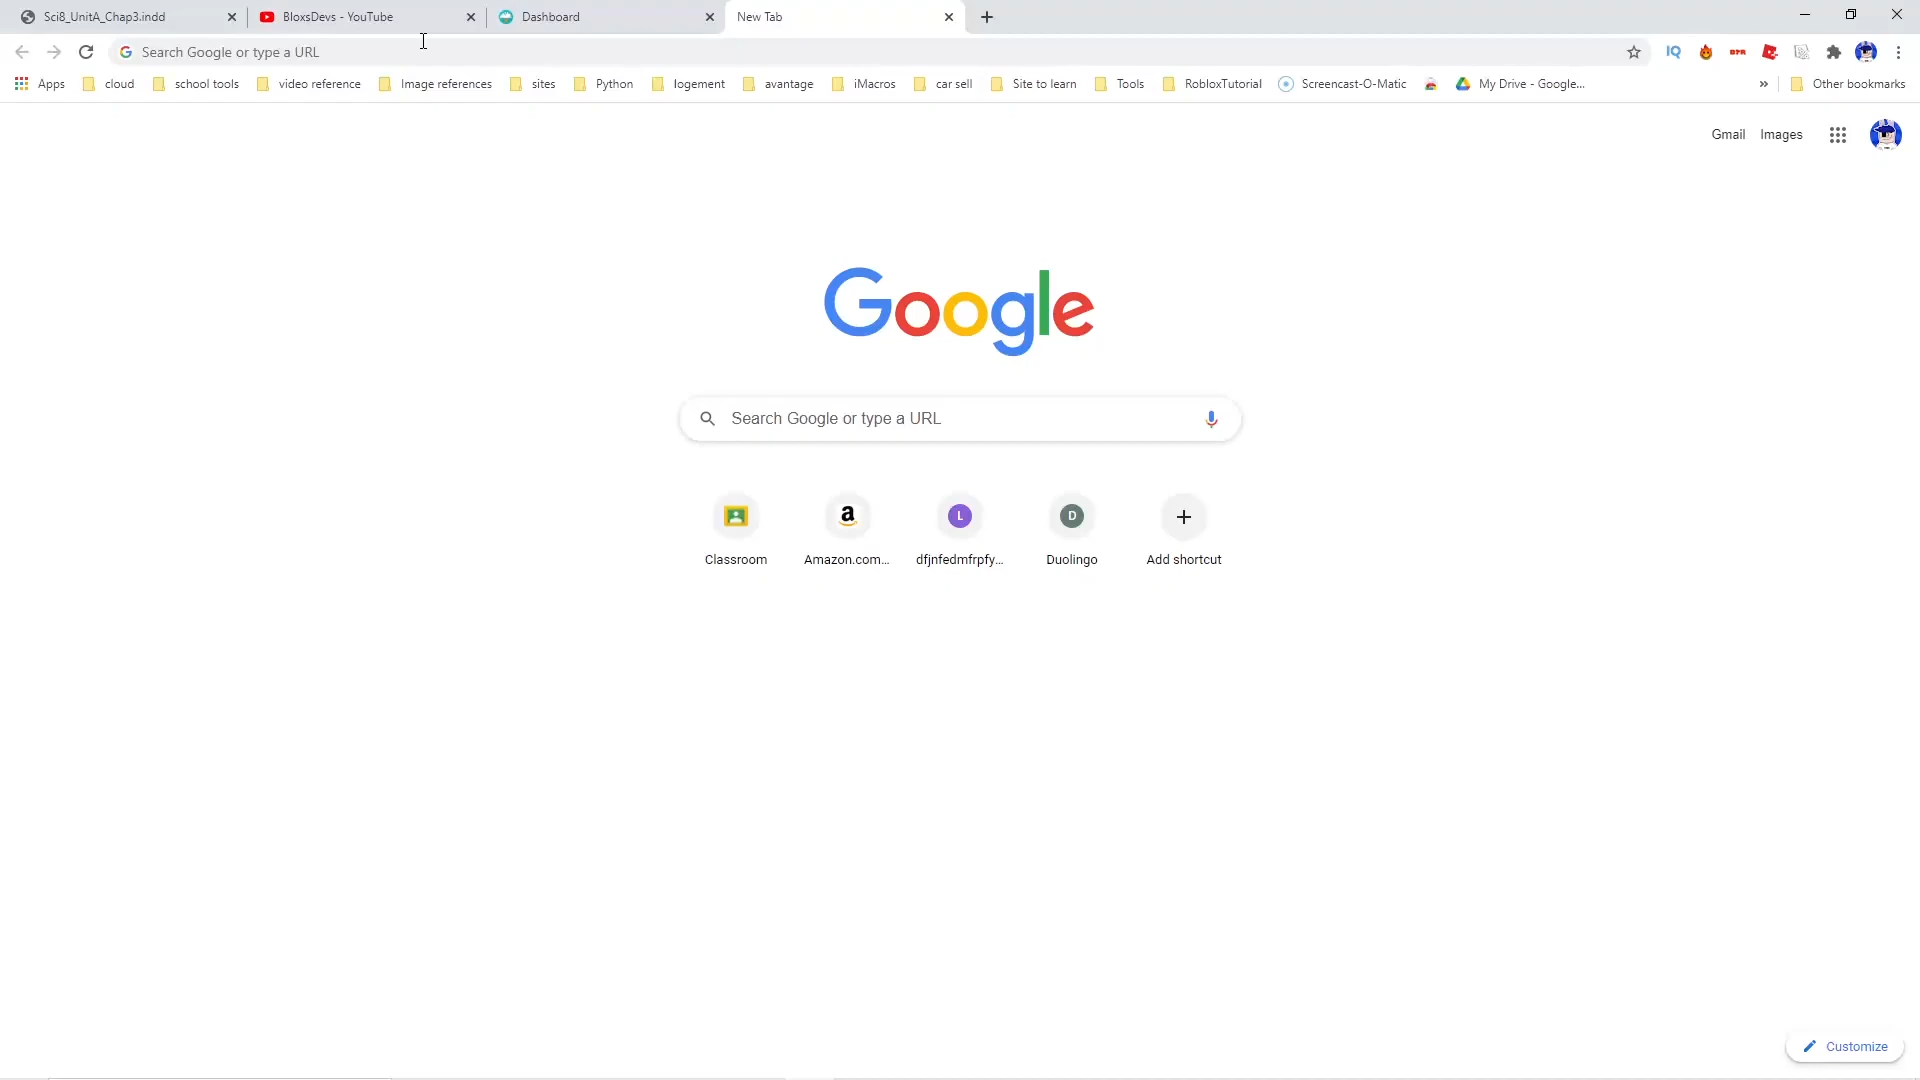 Sci8_UnitA_Chap3.indd BloxsDevs - YouTube Dashboard New Tab
Search Google or type a URL IQ
Apps cloud school tools video reference Image references sites Python logement avantage iMacros car sell Site to learn Tools RobloxTutorial Screencast-O-Matic My Drive - Google... » Other bookmarks
Gmail Images
Google
Search Google or type a URL
a L D
Classroom Amazon.com... dfjnfedmfrpfy... Duolingo Add shortcut
Customize